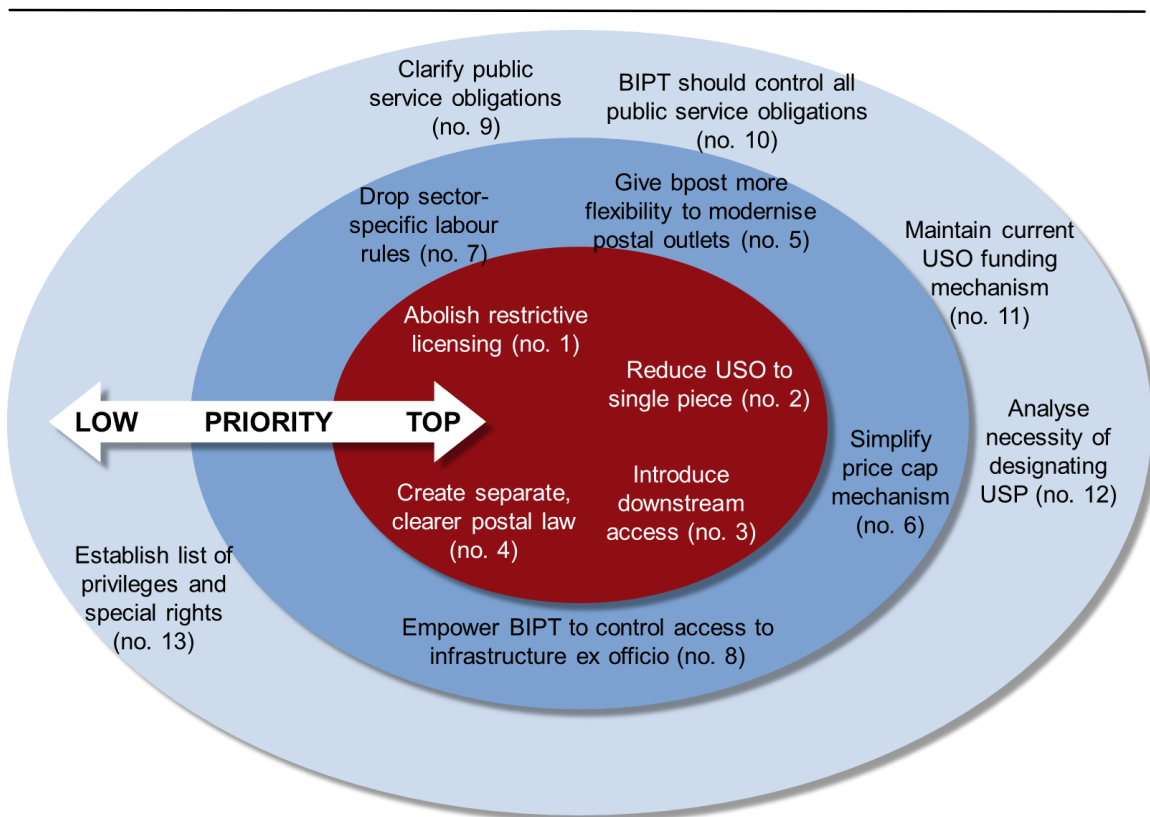 Clarify public
service obligations
(no. 9)
BIPT should control all
public service obligations
(no. 10)
Drop sector-
specific labour
rules (no. 7)
Give bpost more
flexibility to modernise
postal outlets (no. 5)
Maintain current
USO funding
mechanism
(no. 11)
Abolish restrictive
licensing (no. 1)
Reduce USO to
single piece (no. 2)
LOW PRIORITY TOP
Analyse
necessity of
designating
USP (no. 12)
Simplify
price cap
mechanism
(no. 6)
Create separate,
clearer postal law
(no. 4)
Introduce
downstream
access (no. 3)
Establish list of
privileges and
special rights
(no. 13)
Empower BIPT to control access to
infrastructure ex officio (no. 8)